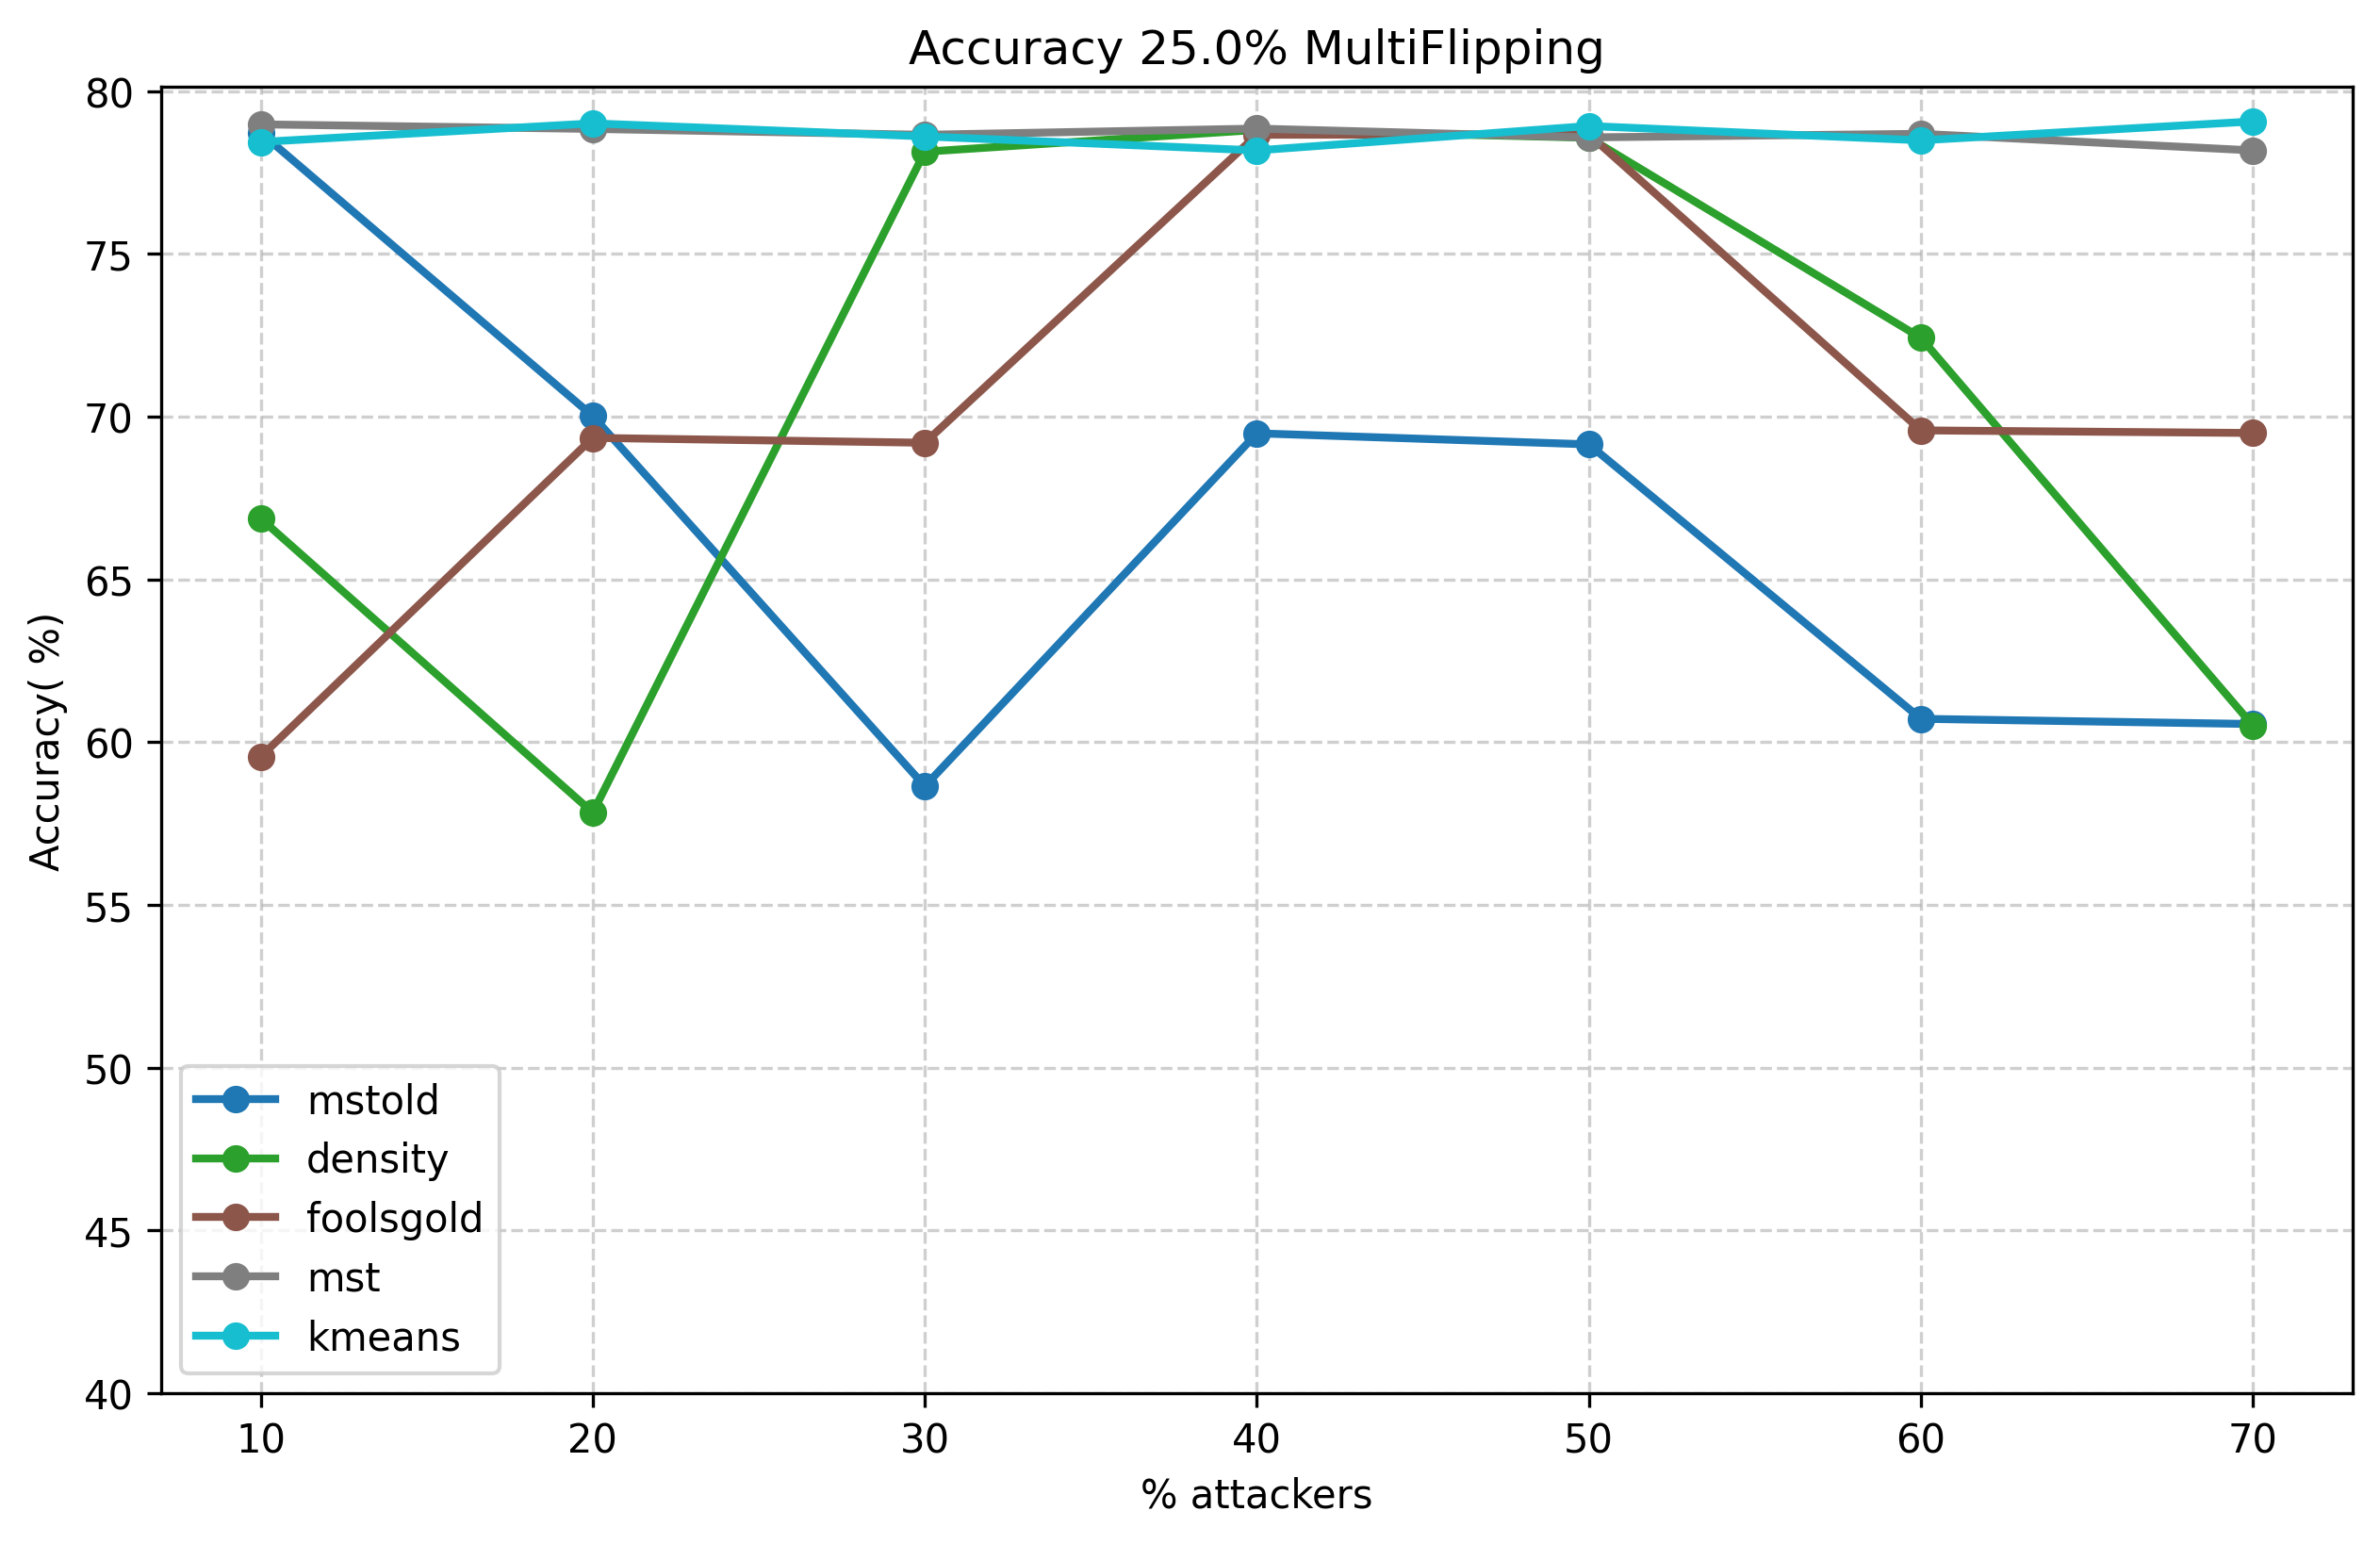 Accuracy 25.0% MultiFlipping
80
75
70
65
60
55
50
45
40
Accuracy( %)
mstold
density
foolsgold
mst
kmeans
10 20 30 40 50 60 70
% attackers